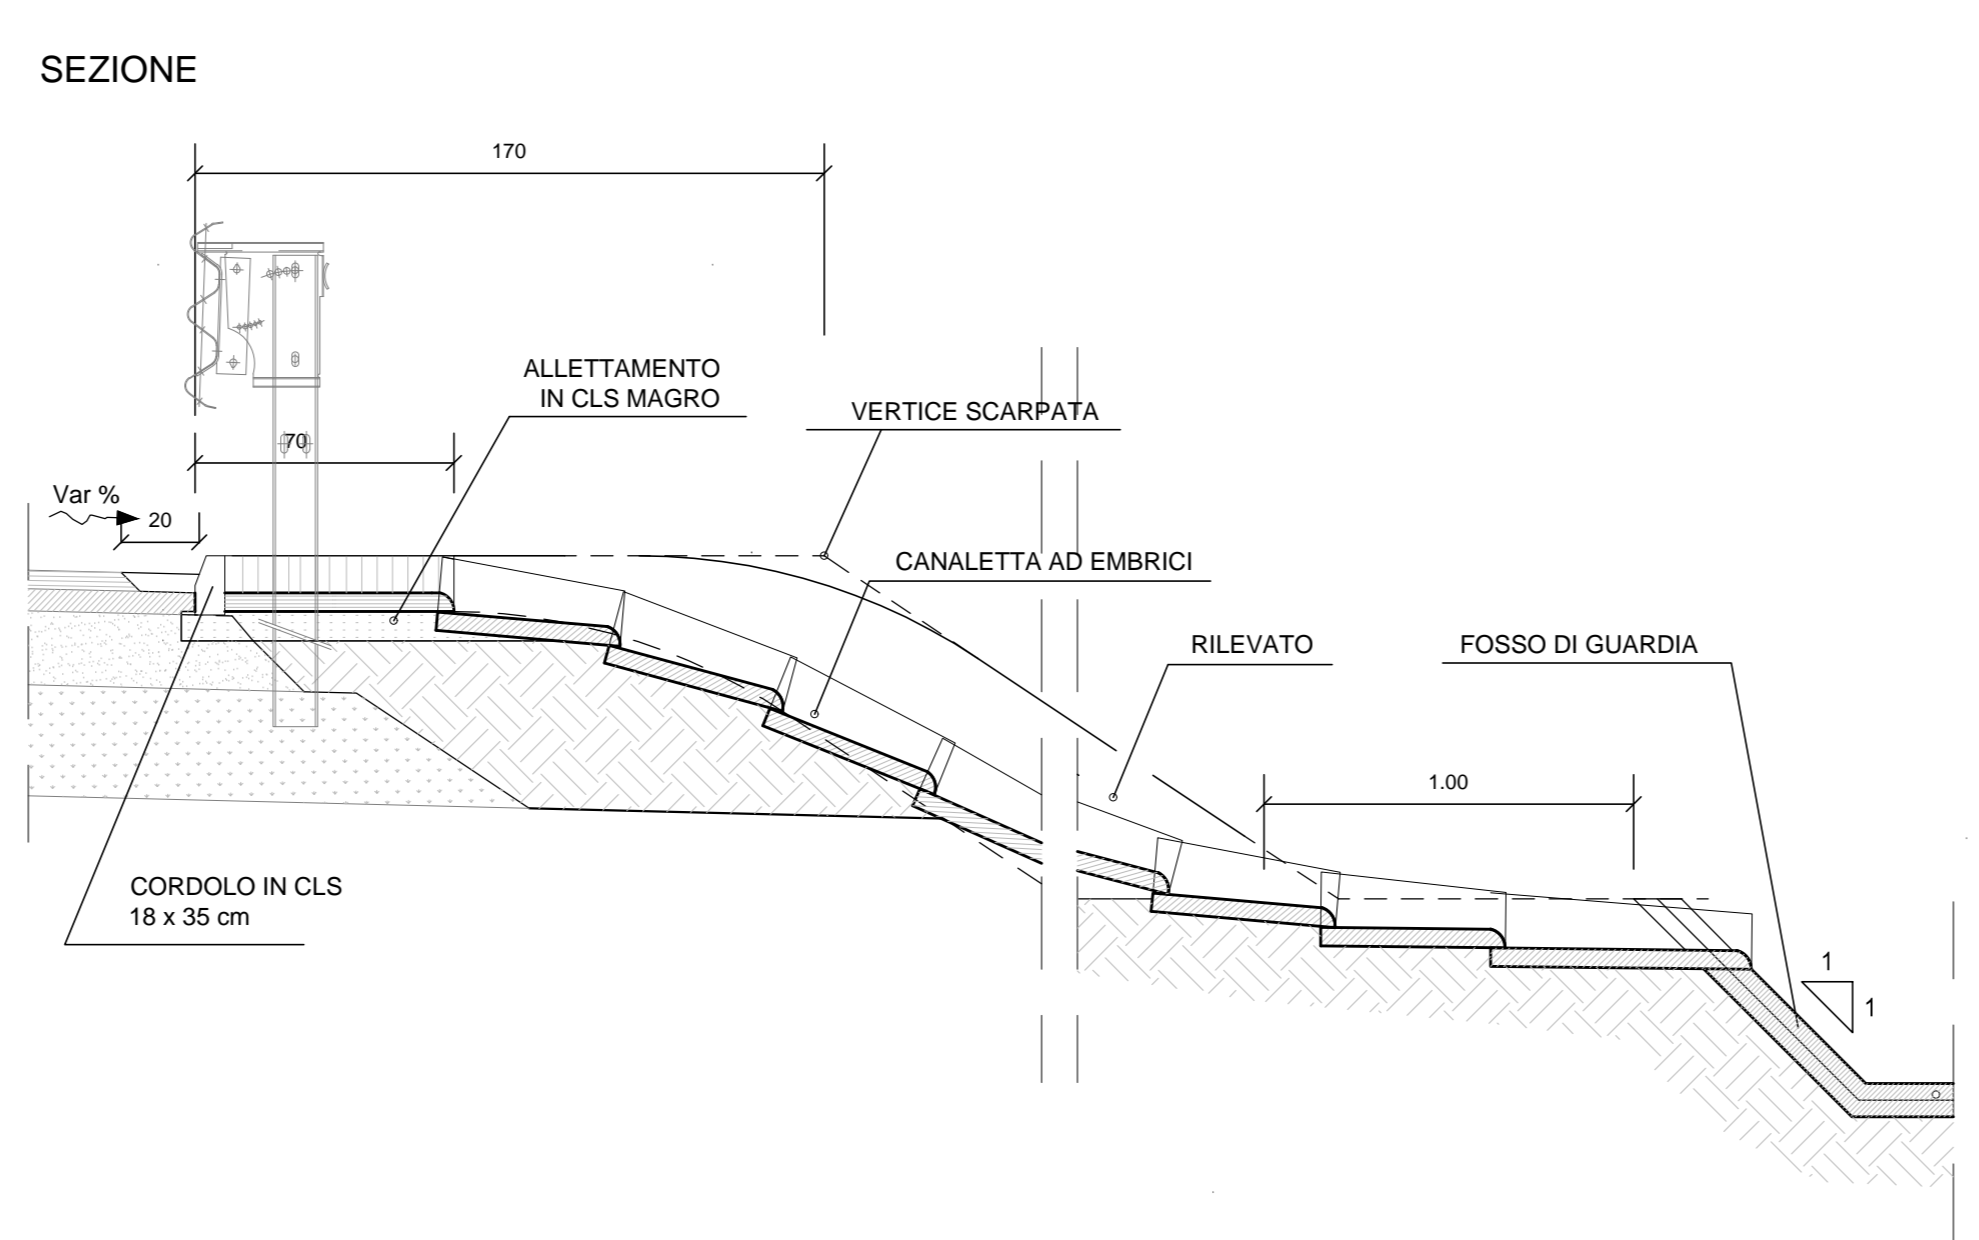 SEZIONE
170
ALLETTAMENTO
IN CLS MAGRO
VERTICE SCARPATA
70
Var %
20
CANALETTA AD EMBRICI
RILEVATO
FOSSO DI GUARDIA
1.00
CORDOLO IN CLS
18 x 35 cm
1
1